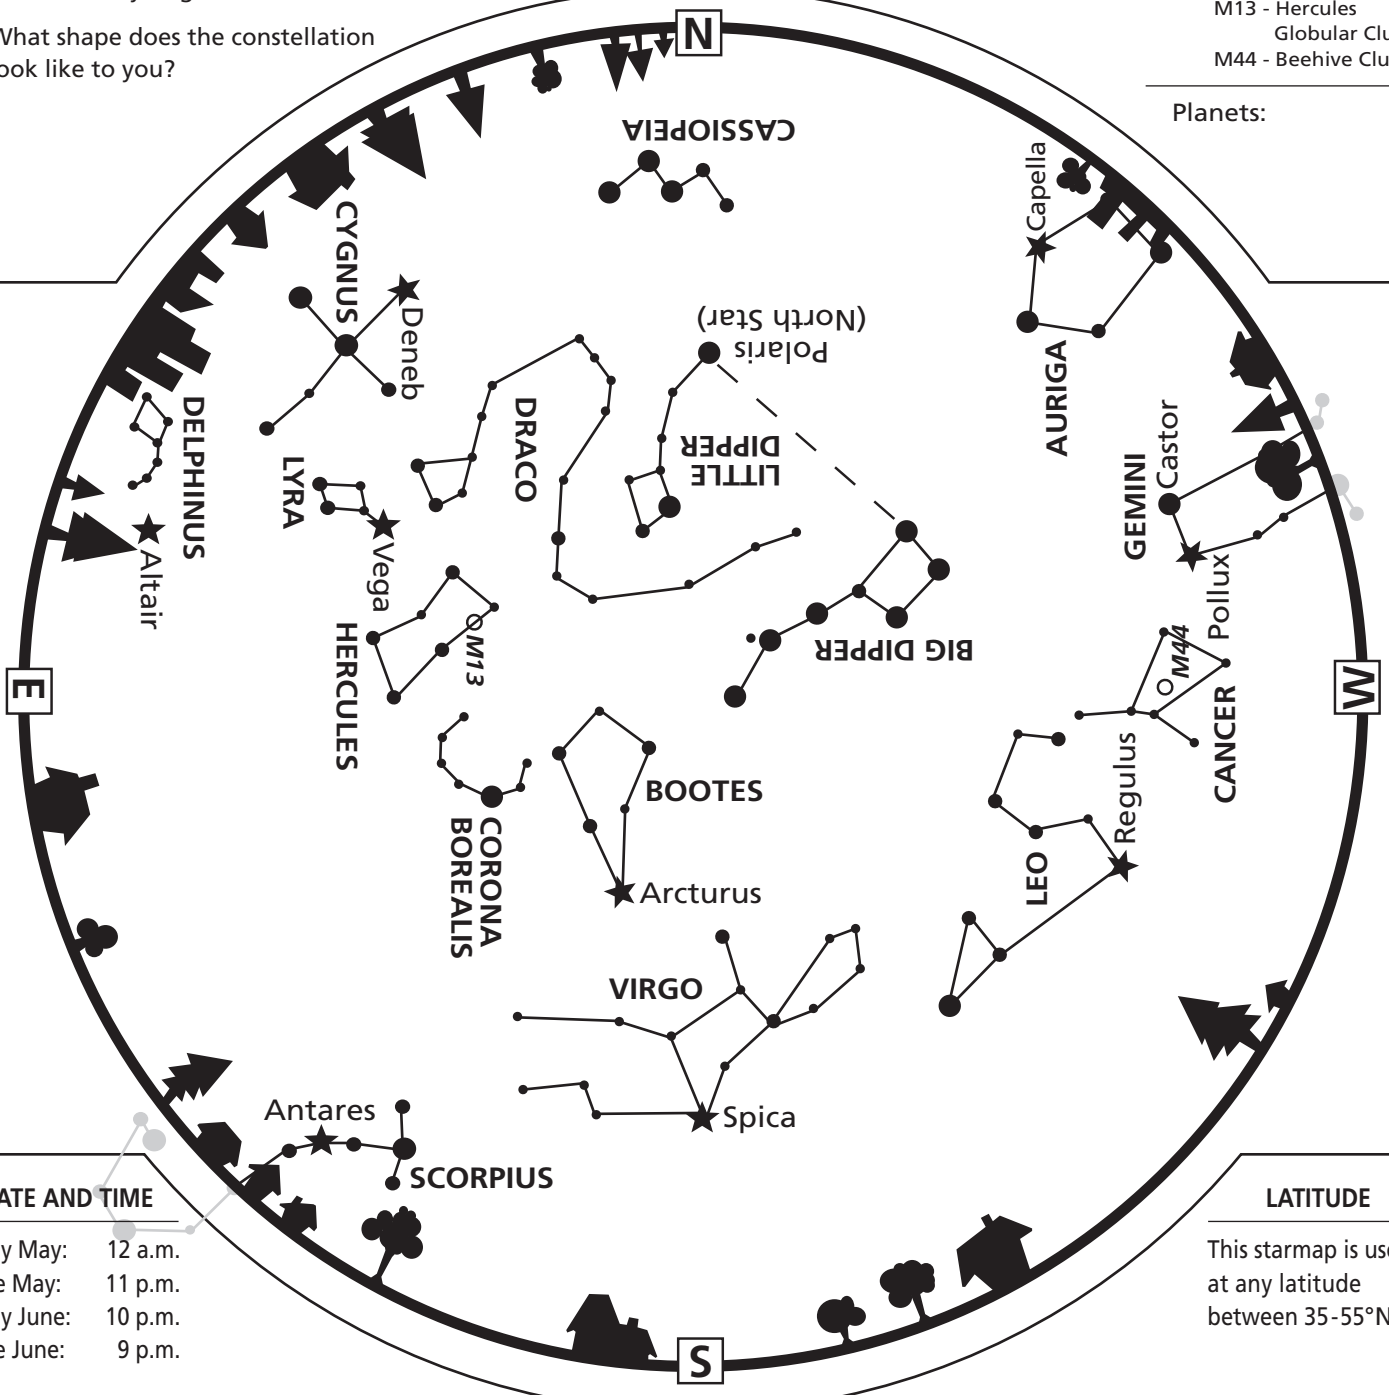 What shape does the constellation
look like to you?
M13 - Hercules
Globular Clu
M44 - Beehive Clu
Planets:
N
CASSIOPEIA
Capella
CYGNUS
Deneb
Polaris
(North Star)
AURIGA
DELPHINUS
DRACO
LITTLE
DIPPER
Castor
GEMINI
LYRA
Vega
Altair
Pollux
HERCULES
M13
BIG DIPPER
M44
CANCER
E
W
Regulus
BOOTES
CORONA
BOREALIS
LEO
Arcturus
VIRGO
Antares
Spica
SCORPIUS
ATE AND TIME
y May: 12 a.m.
e May: 11 p.m.
y June: 10 p.m.
e June: 9 p.m.
LATITUDE
This starmap is use
at any latitude
between 35-55°N
S